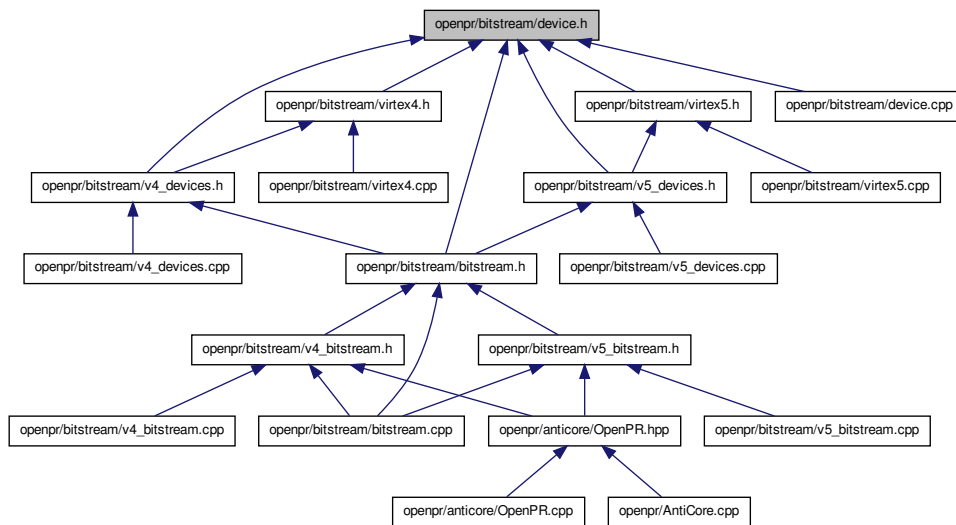 openpr/bitstream/device.h
openpr/bitstream/virtex4.h
openpr/bitstream/virtex5.h
openpr/bitstream/device.cpp
openpr/bitstream/v4_devices.h
openpr/bitstream/virtex4.cpp
openpr/bitstream/v5_devices.h
openpr/bitstream/virtex5.cpp
openpr/bitstream/v4_devices.cpp
openpr/bitstream/bitstream.h
openpr/bitstream/v5_devices.cpp
openpr/bitstream/v4_bitstream.h
openpr/bitstream/v5_bitstream.h
openpr/bitstream/v4_bitstream.cpp
openpr/bitstream/bitstream.cpp
openpr/anticore/OpenPR.hpp
openpr/bitstream/v5_bitstream.cpp
openpr/anticore/OpenPR.cpp
openpr/AntiCore.cpp